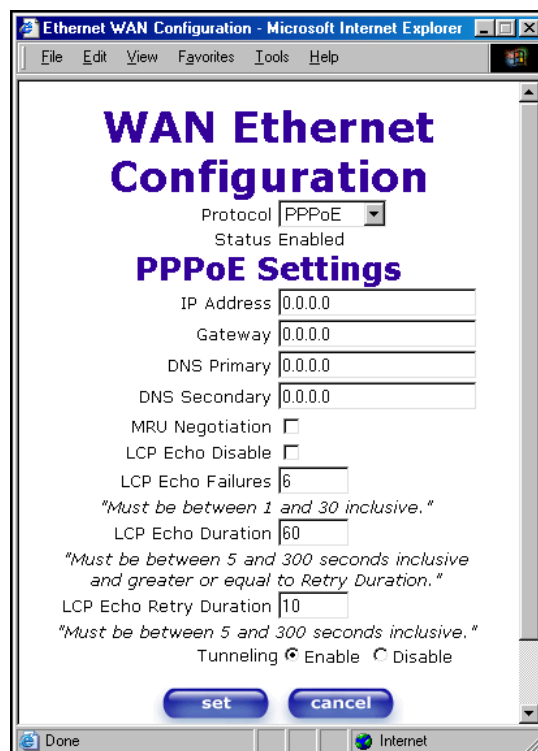 Ethernet WAN Configuration - Microsoft Internet Explorer
File Edit View Favorites Tools Help
WAN Ethernet
Configuration
Protocol PPPoE
Status Enabled
PPPoE Settings
IP Address 0.0.0.0
Gateway 0.0.0.0
DNS Primary 0.0.0.0
DNS Secondary 0.0.0.0
MRU Negotiation
LCP Echo Disable
LCP Echo Failures 6
"Must be between 1 and 30 inclusive."
LCP Echo Duration 60
"Must be between 5 and 300 seconds inclusive
and greater or equal to Retry Duration."
LCP Echo Retry Duration 10
"Must be between 5 and 300 seconds inclusive."
Tunneling Enable Disable
set cancel
Done Internet